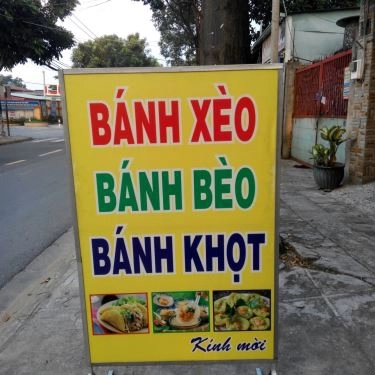 BÁNH XÈO
BÁNH BÈO
BÁNH KHỌT
Kính mời